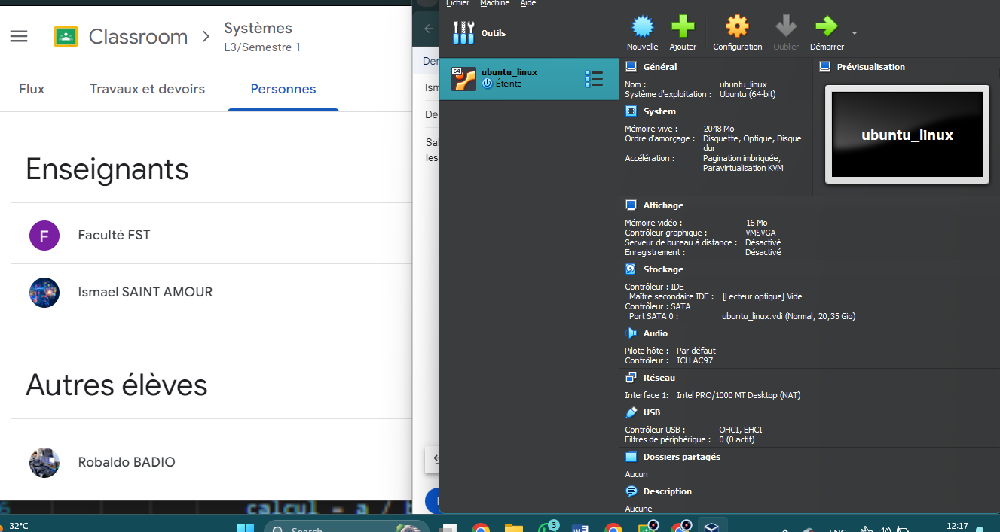 Classroom
Systèmes
L3/Semestre 1
Flux
Travaux et devoirs
Personnes
Enseignants
F
Faculté FST
Ismael SAINT AMOUR
Autres élèves
Robaldo BADIO
calcul = a /
Fichier Machine Aide
Outils
64
ubuntu_linux
Éteinte
Nouvelle
Ajouter
Configuration
Oublier
Démarrer
Général
Nom : ubuntu_linux
Système d'exploitation : Ubuntu (64-bit)
System
Mémoire vive : 2048 Mo
Ordre d'amorçage : Disquette, Optique, Disque
dur
Accélération : Pagination imbriquée,
Paravirtualisation KVM
Prévisualisation
ubuntu_linux
Affichage
Mémoire vidéo : 16 Mo
Contrôleur graphique : VMSVGA
Serveur de bureau à distance : Désactivé
Enregistrement : Désactivé
Stockage
Contrôleur : IDE
Maître secondaire IDE : [Lecteur optique] Vide
Contrôleur : SATA
Port SATA 0 : ubuntu_linux.vdi (Normal, 20,35 Gio)
Audio
Pilote hôte : Par défaut
Contrôleur : ICH AC97
Réseau
Interface 1: Intel PRO/1000 MT Desktop (NAT)
USB
Contrôleur USB : OHCI, EHCI
Filtres de périphérique : 0 (0 actif)
Dossiers partagés
Aucun
Description
Aucune
32°C
Search
3
ENG
12:17